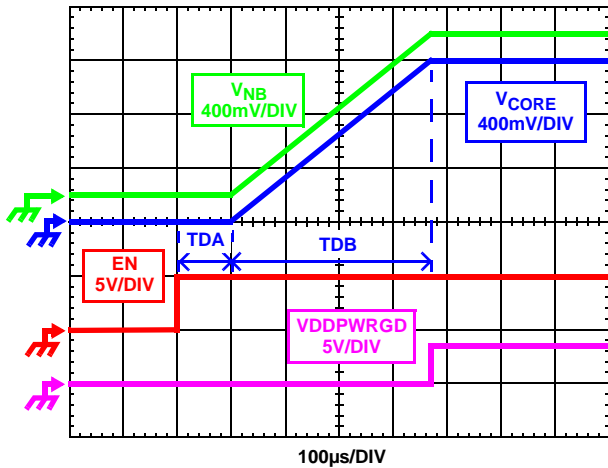 VNB
400mV/DIV
VCORE
400mV/DIV
TDA
TDB
EN
5V/DIV
VDDPWRGD
5V/DIV
100µs/DIV